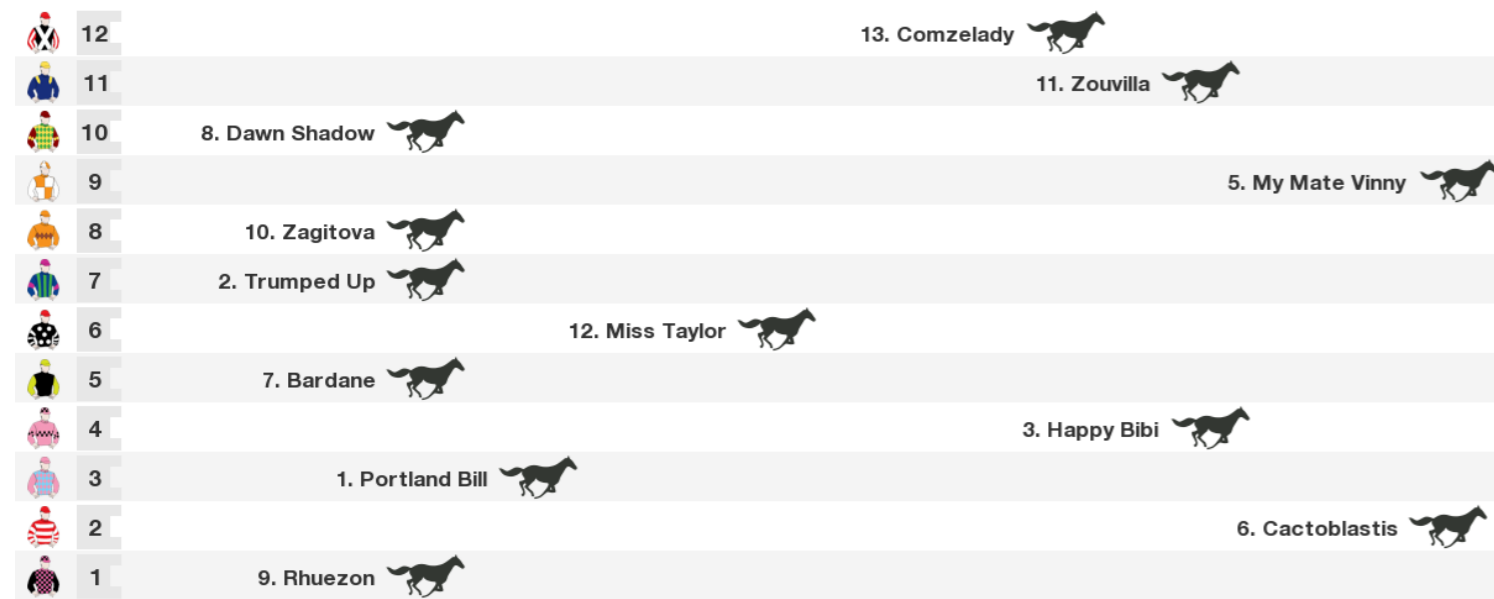 12 13. Comzelady
11 11. Zouvilla
10 8. Dawn Shadow
9 5. My Mate Vinny
8 10. Zagitova
7 2. Trumped Up
6 12. Miss Taylor
5 7. Bardane
4 3. Happy Bibi
3 1. Portland Bill
2 6. Cactoblastis
1 9. Rhuezon